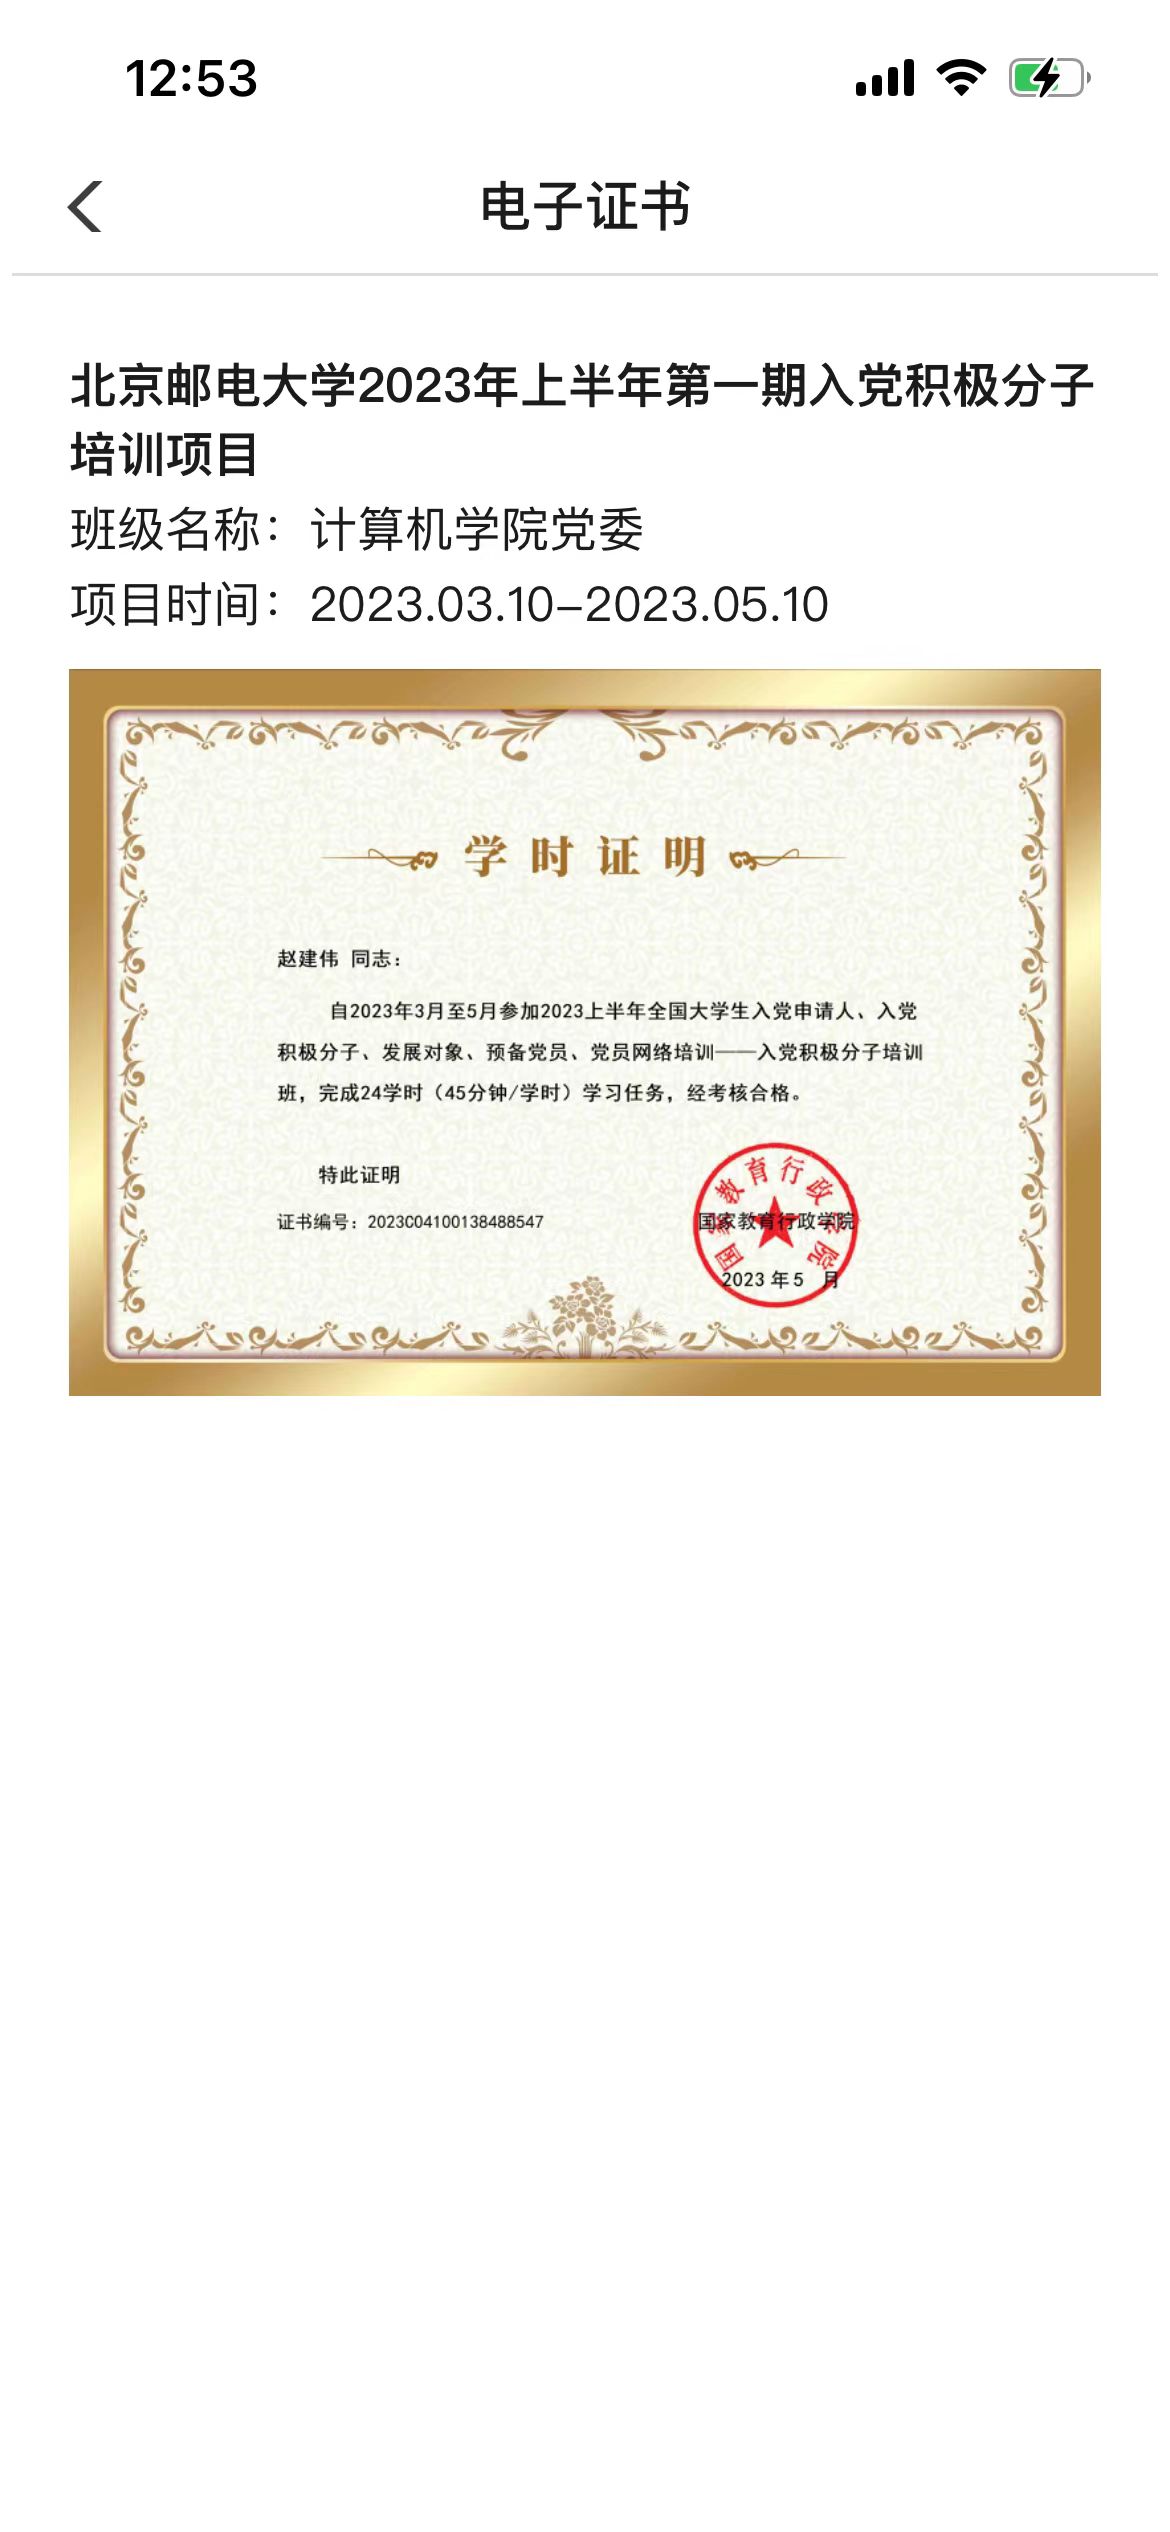 12:53
电子证书
北京邮电大学2023年上半年第一期入党积极分子
培训项目
班级名称：计算机学院党委
项目时间：2023.03.10-2023.05.10
学时证明
赵建伟 同志：
自2023年3月至5月参加2023上半年全国大学生入党申请人、入党
积极分子、发展对象、预备党员、党员网络培训——入党积极分子培训
班，完成24学时（45分钟/学时）学习任务，经考核合格。
特此证明
证书编号：2023C04100138488547
国家教育行政学院
国家教育行政学院
2023 年 5 月